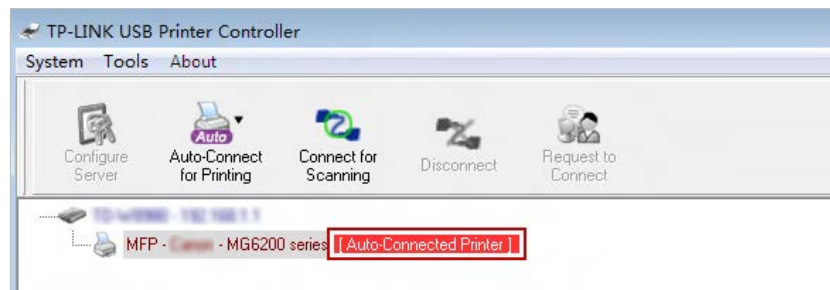 TP-LINK USB Printer Controller
System Tools About
Auto
Configure Server
Auto-Connect for Printing
Connect for Scanning
Disconnect
Request to Connect
MFP - - MG6200 series [ Auto-Connected Printer ]